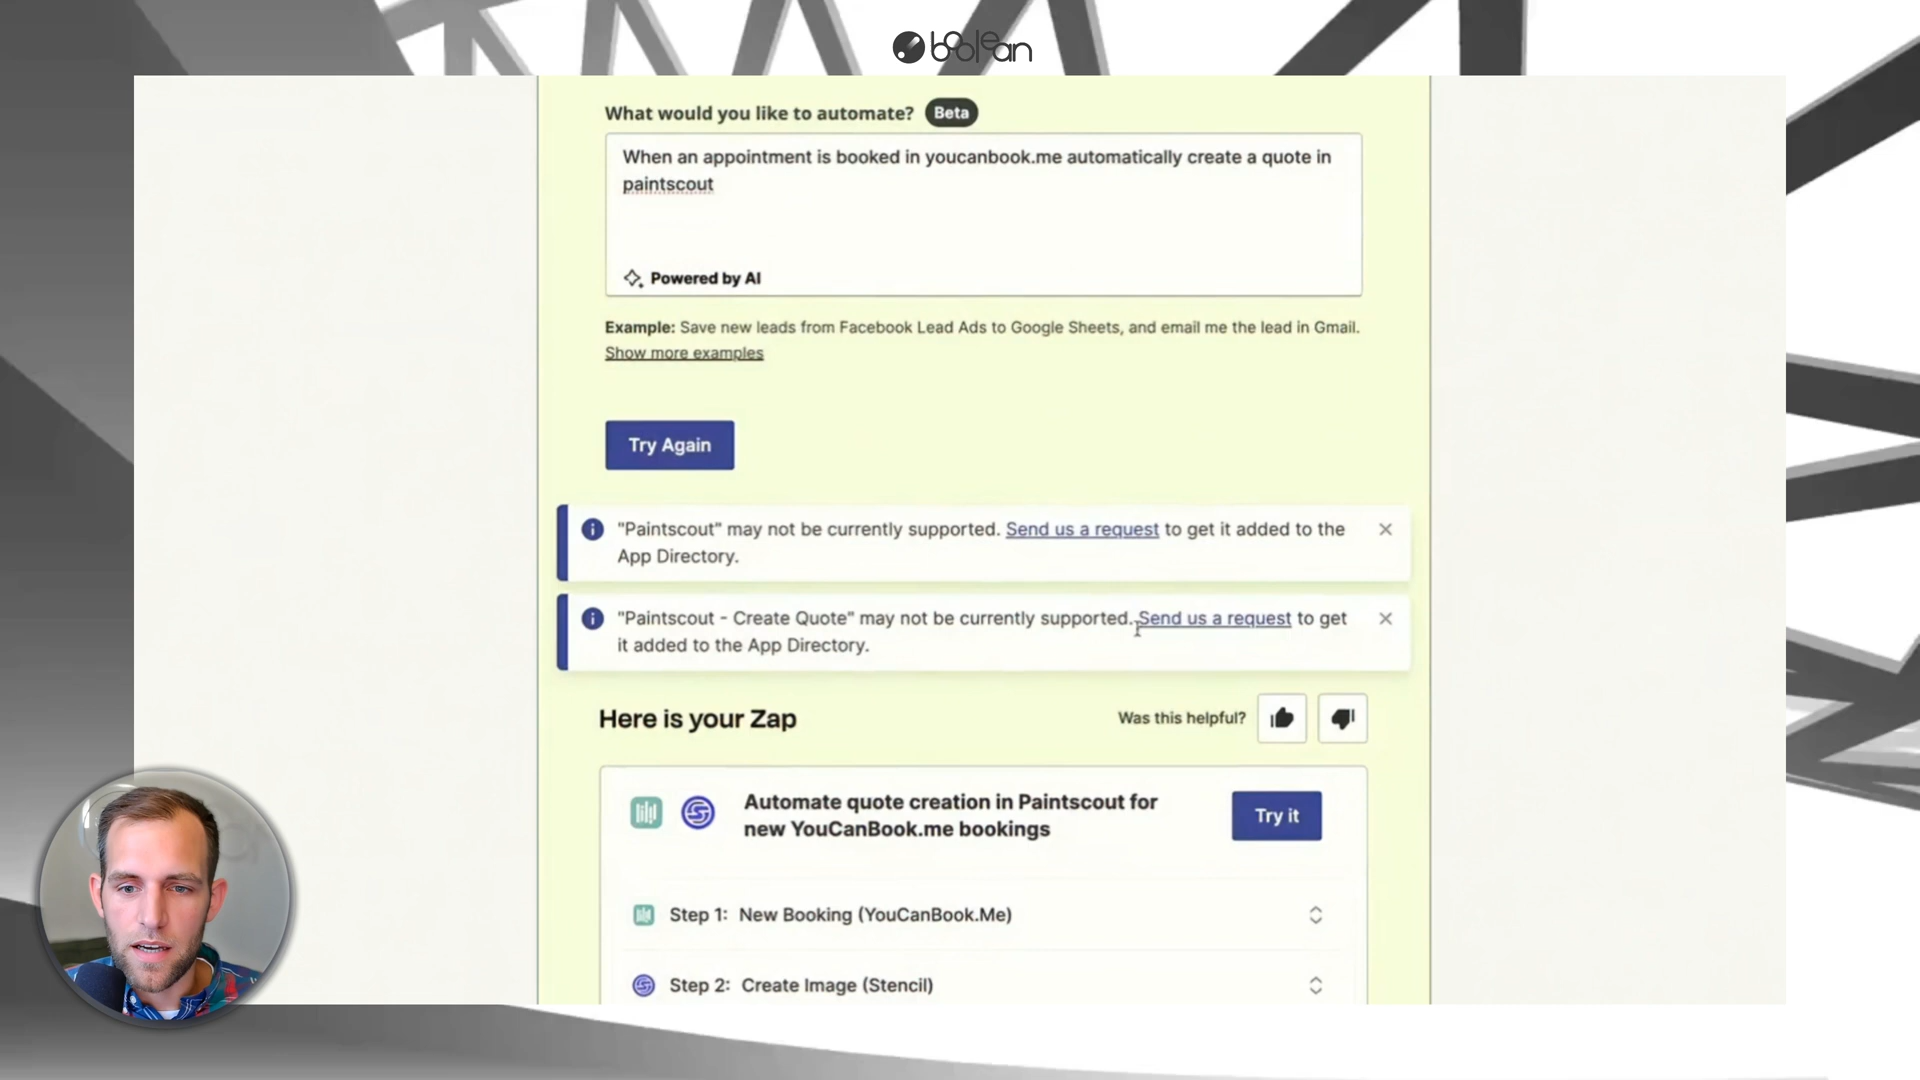 boolean
What would you like to automate? Beta
When an appointment is booked in youcanbook.me automatically create a quote in
paintscout
Powered by AI
Example: Save new leads from Facebook Lead Ads to Google Sheets, and email me the lead in Gmail.
Show more examples
Try Again
"Paintscout" may not be currently supported. Send us a request to get it added to the
App Directory.
"Paintscout - Create Quote" may not be currently supported. Send us a request to get
it added to the App Directory.
Here is your Zap
Was this helpful?
Automate quote creation in Paintscout for
new YouCanBook.me bookings
Try it
Step 1: New Booking (YouCanBook.Me)
Step 2: Create Image (Stencil)